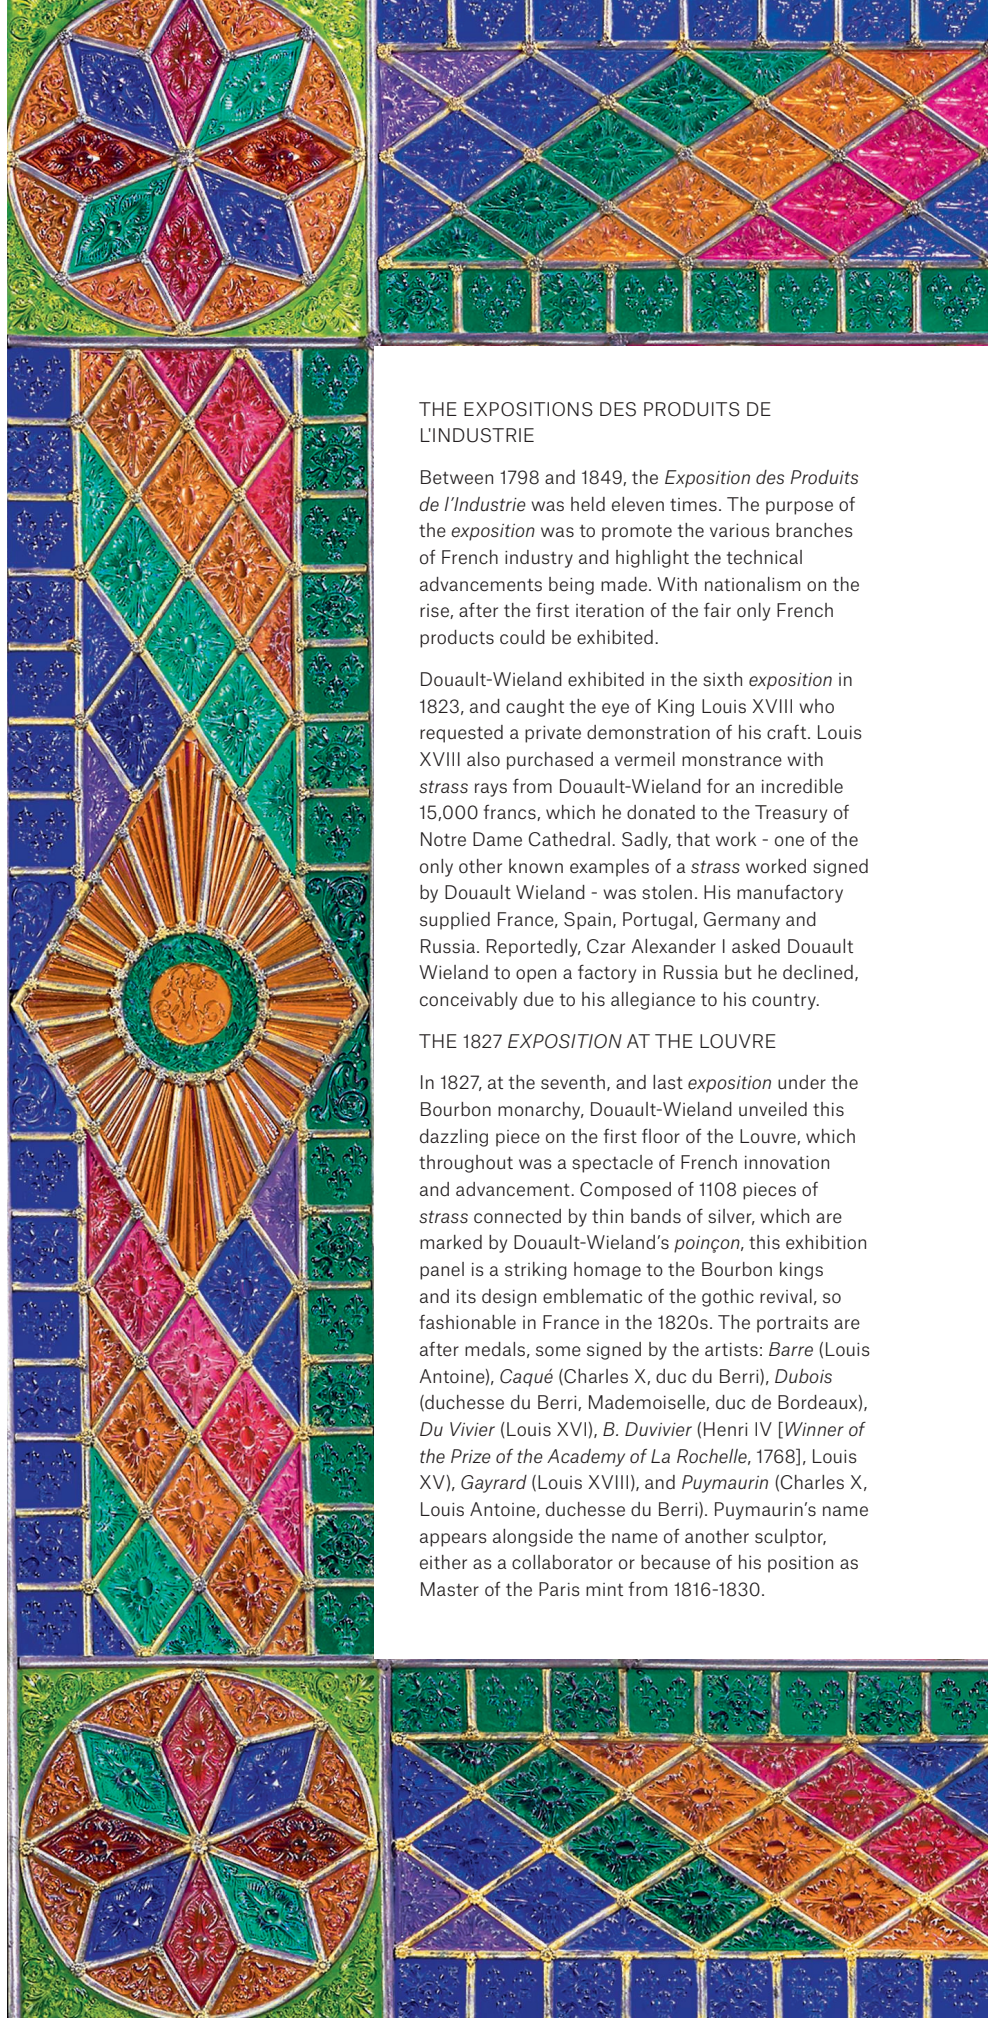 THE EXPOSITIONS DES PRODUITS DE
L'INDUSTRIE
Between 1798 and 1849, the Exposition des Produits
de l’Industrie was held eleven times. The purpose of
the exposition was to promote the various branches
of French industry and highlight the technical
advancements being made. With nationalism on the
rise, after the first iteration of the fair only French
products could be exhibited.
Douault-Wieland exhibited in the sixth exposition in
1823, and caught the eye of King Louis XVIII who
requested a private demonstration of his craft. Louis
XVIII also purchased a vermeil monstrance with
strass rays from Douault-Wieland for an incredible
15,000 francs, which he donated to the Treasury of
Notre Dame Cathedral. Sadly, that work - one of the
only other known examples of a strass worked signed
by Douault Wieland - was stolen. His manufactory
supplied France, Spain, Portugal, Germany and
Russia. Reportedly, Czar Alexander I asked Douault
Wieland to open a factory in Russia but he declined,
conceivably due to his allegiance to his country.
THE 1827 EXPOSITION AT THE LOUVRE
In 1827, at the seventh, and last exposition under the
Bourbon monarchy, Douault-Wieland unveiled this
dazzling piece on the first floor of the Louvre, which
throughout was a spectacle of French innovation
and advancement. Composed of 1108 pieces of
strass connected by thin bands of silver, which are
marked by Douault-Wieland’s poinçon, this exhibition
panel is a striking homage to the Bourbon kings
and its design emblematic of the gothic revival, so
fashionable in France in the 1820s. The portraits are
after medals, some signed by the artists: Barre (Louis
Antoine), Caqué (Charles X, duc du Berri), Dubois
(duchesse du Berri, Mademoiselle, duc de Bordeaux),
Du Vivier (Louis XVI), B. Duvivier (Henri IV [Winner of
the Prize of the Academy of La Rochelle, 1768], Louis
XV), Gayrard (Louis XVIII), and Puymaurin (Charles X,
Louis Antoine, duchesse du Berri). Puymaurin’s name
appears alongside the name of another sculptor,
either as a collaborator or because of his position as
Master of the Paris mint from 1816-1830.